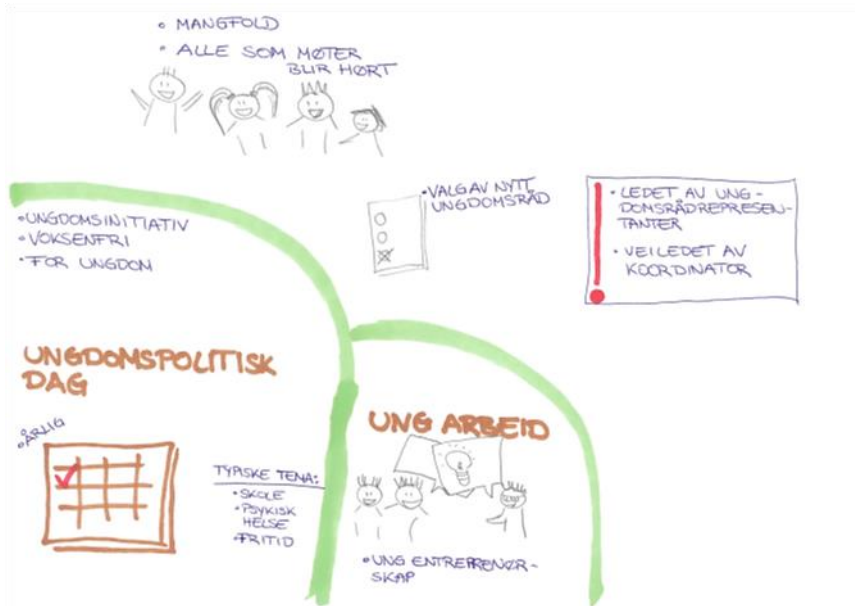 • MANGFOLD
• ALLE SOM MØTER
BLIR HØRT
• VALG AV NYTT
UNGDOMSRÅD
• LEDET AV UNG-
DOMSRÅDREPRESEN-
TANTER
• VEILEDET AV
KOORDINATOR
• UNGDOMSINITIATIV
• VOKSENFRI
• FOR UNGDOM
UNGDOMSPOLITISK
DAG
• ÅRLIG
TYPISKE TEMA:
• SKOLE
• PSYKISK
HELSE
• FRITID
UNG ARBEID
• UNG ENTREPRENØR-
SKAP